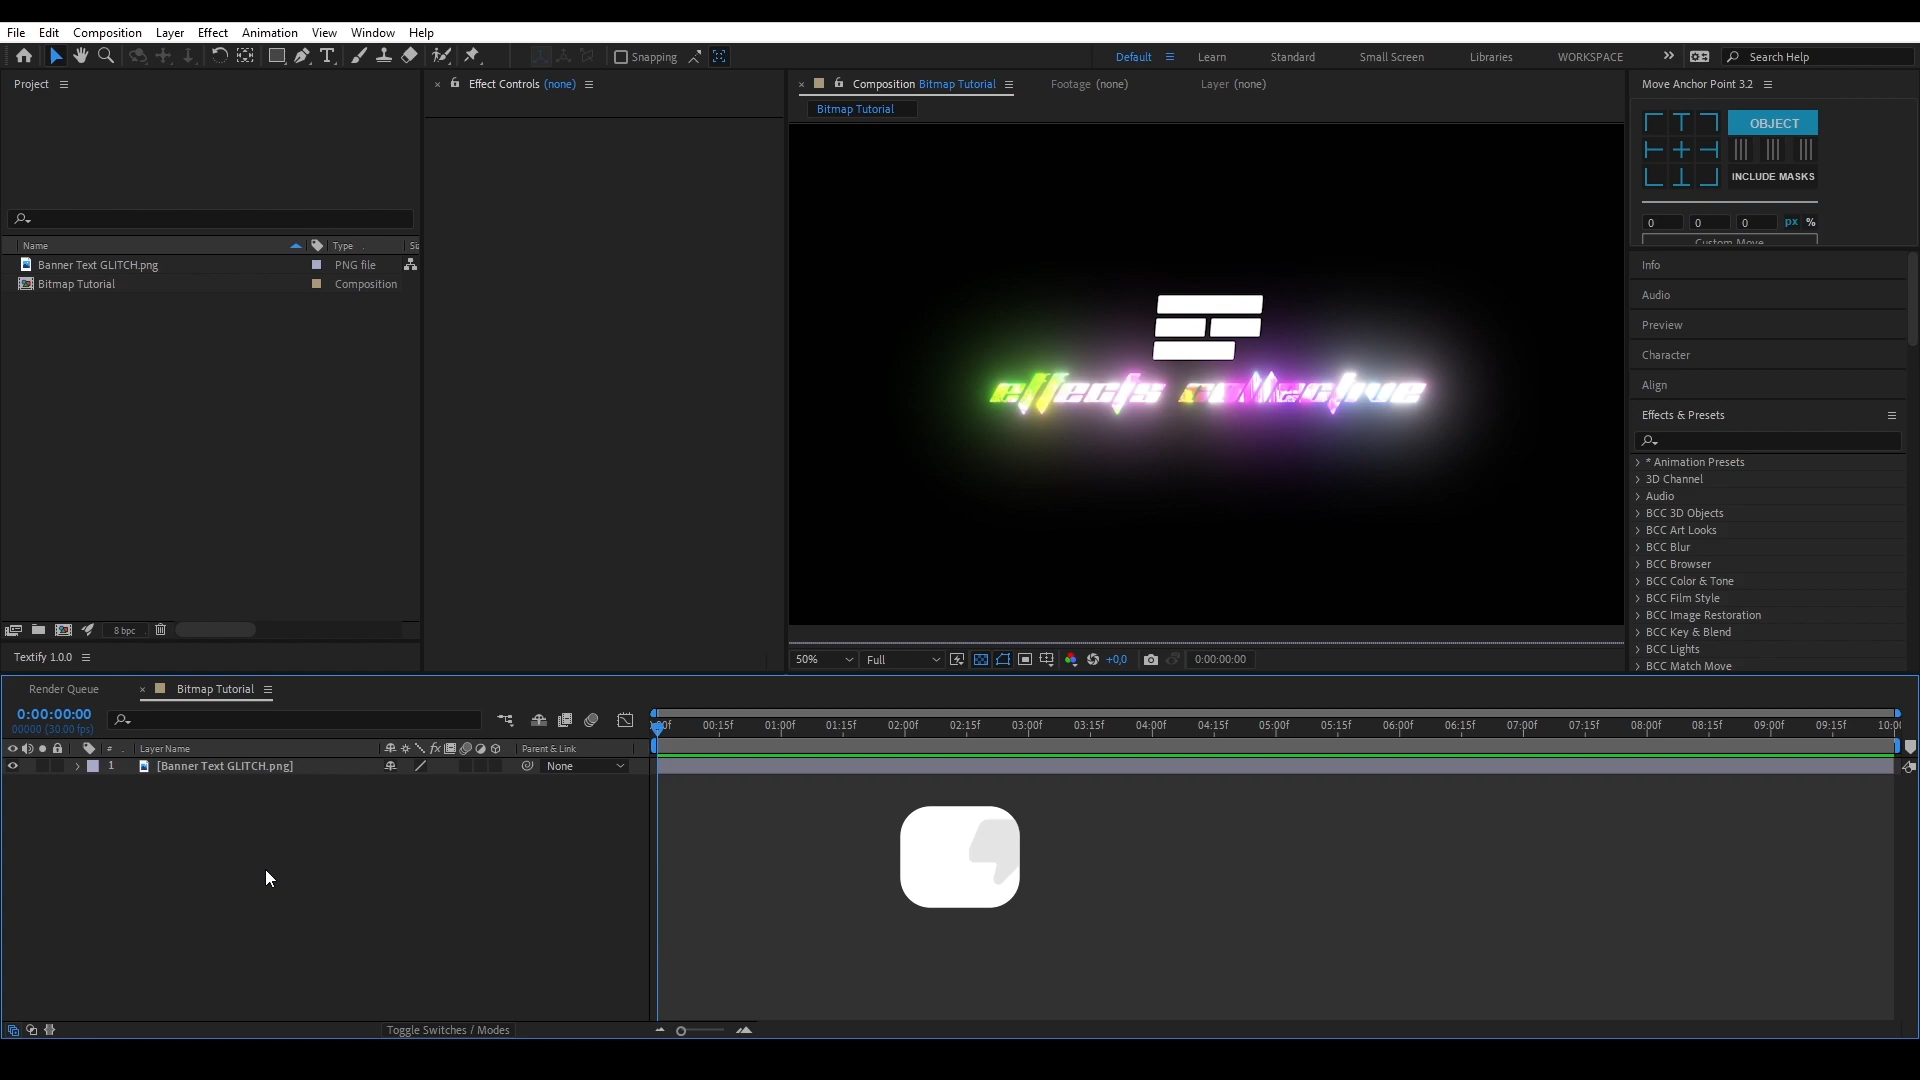 File Edit Composition Layer Effect Animation View Window Help
Snapping
Default Learn Standard Small Screen Libraries WORKSPACE Search Help
Project
Effect Controls (none)
Composition Bitmap Tutorial
Footage (none)
Layer (none)
Bitmap Tutorial
Move Anchor Point 3.2
OBJECT
INCLUDE MASKS
0 0 0 px %
Custom Move
Name Type
Banner Text GLITCH.png PNG file
Bitmap Tutorial Composition
effects collective
Info
Audio
Preview
Character
Align
Effects & Presets
* Animation Presets
3D Channel
Audio
BCC 3D Objects
BCC Art Looks
BCC Blur
BCC Browser
BCC Color & Tone
BCC Film Style
BCC Image Restoration
BCC Key & Blend
BCC Lights
BCC Match Move
8 bpc
Textify 1.0.0
50% Full +0,0 0:00:00:00
Render Queue Bitmap Tutorial
0:00:00:00
00000 (30.00 fps)
00:15f 01:00f 01:15f 02:00f 02:15f 03:00f 03:15f 04:00f 04:15f 05:00f 05:15f 06:00f 06:15f 07:00f 07:15f 08:00f 08:15f 09:00f 09:15f
# Layer Name fx Parent & Link
1 [Banner Text GLITCH.png] None
Toggle Switches / Modes